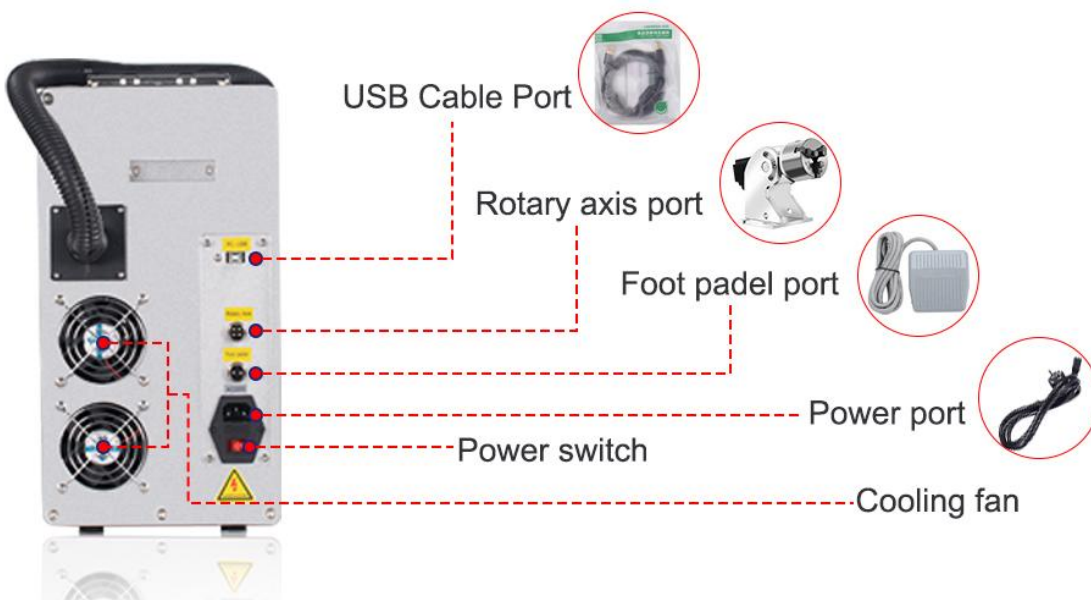 USB Cable Port
Rotary axis port
Foot padel port
Power port
Power switch
Cooling fan